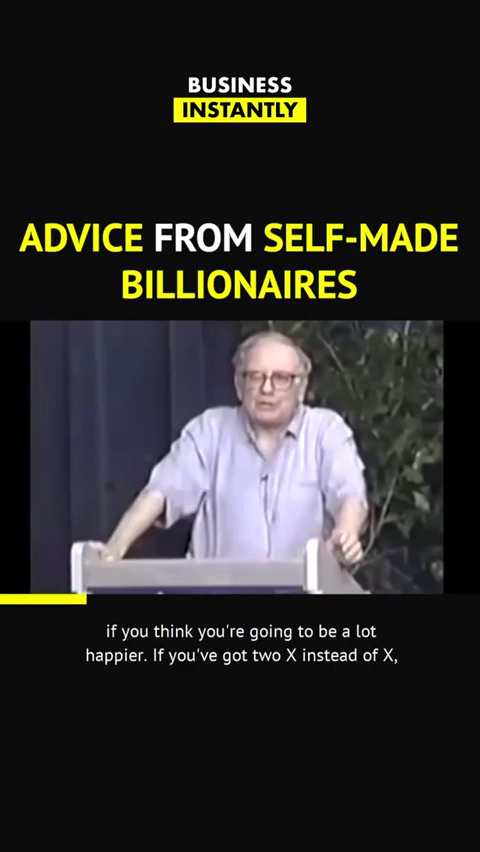 BUSINESS
INSTANTLY
ADVICE FROM SELF-MADE
BILLIONAIRES
if you think you're going to be a lot
happier. If you've got two X instead of X,